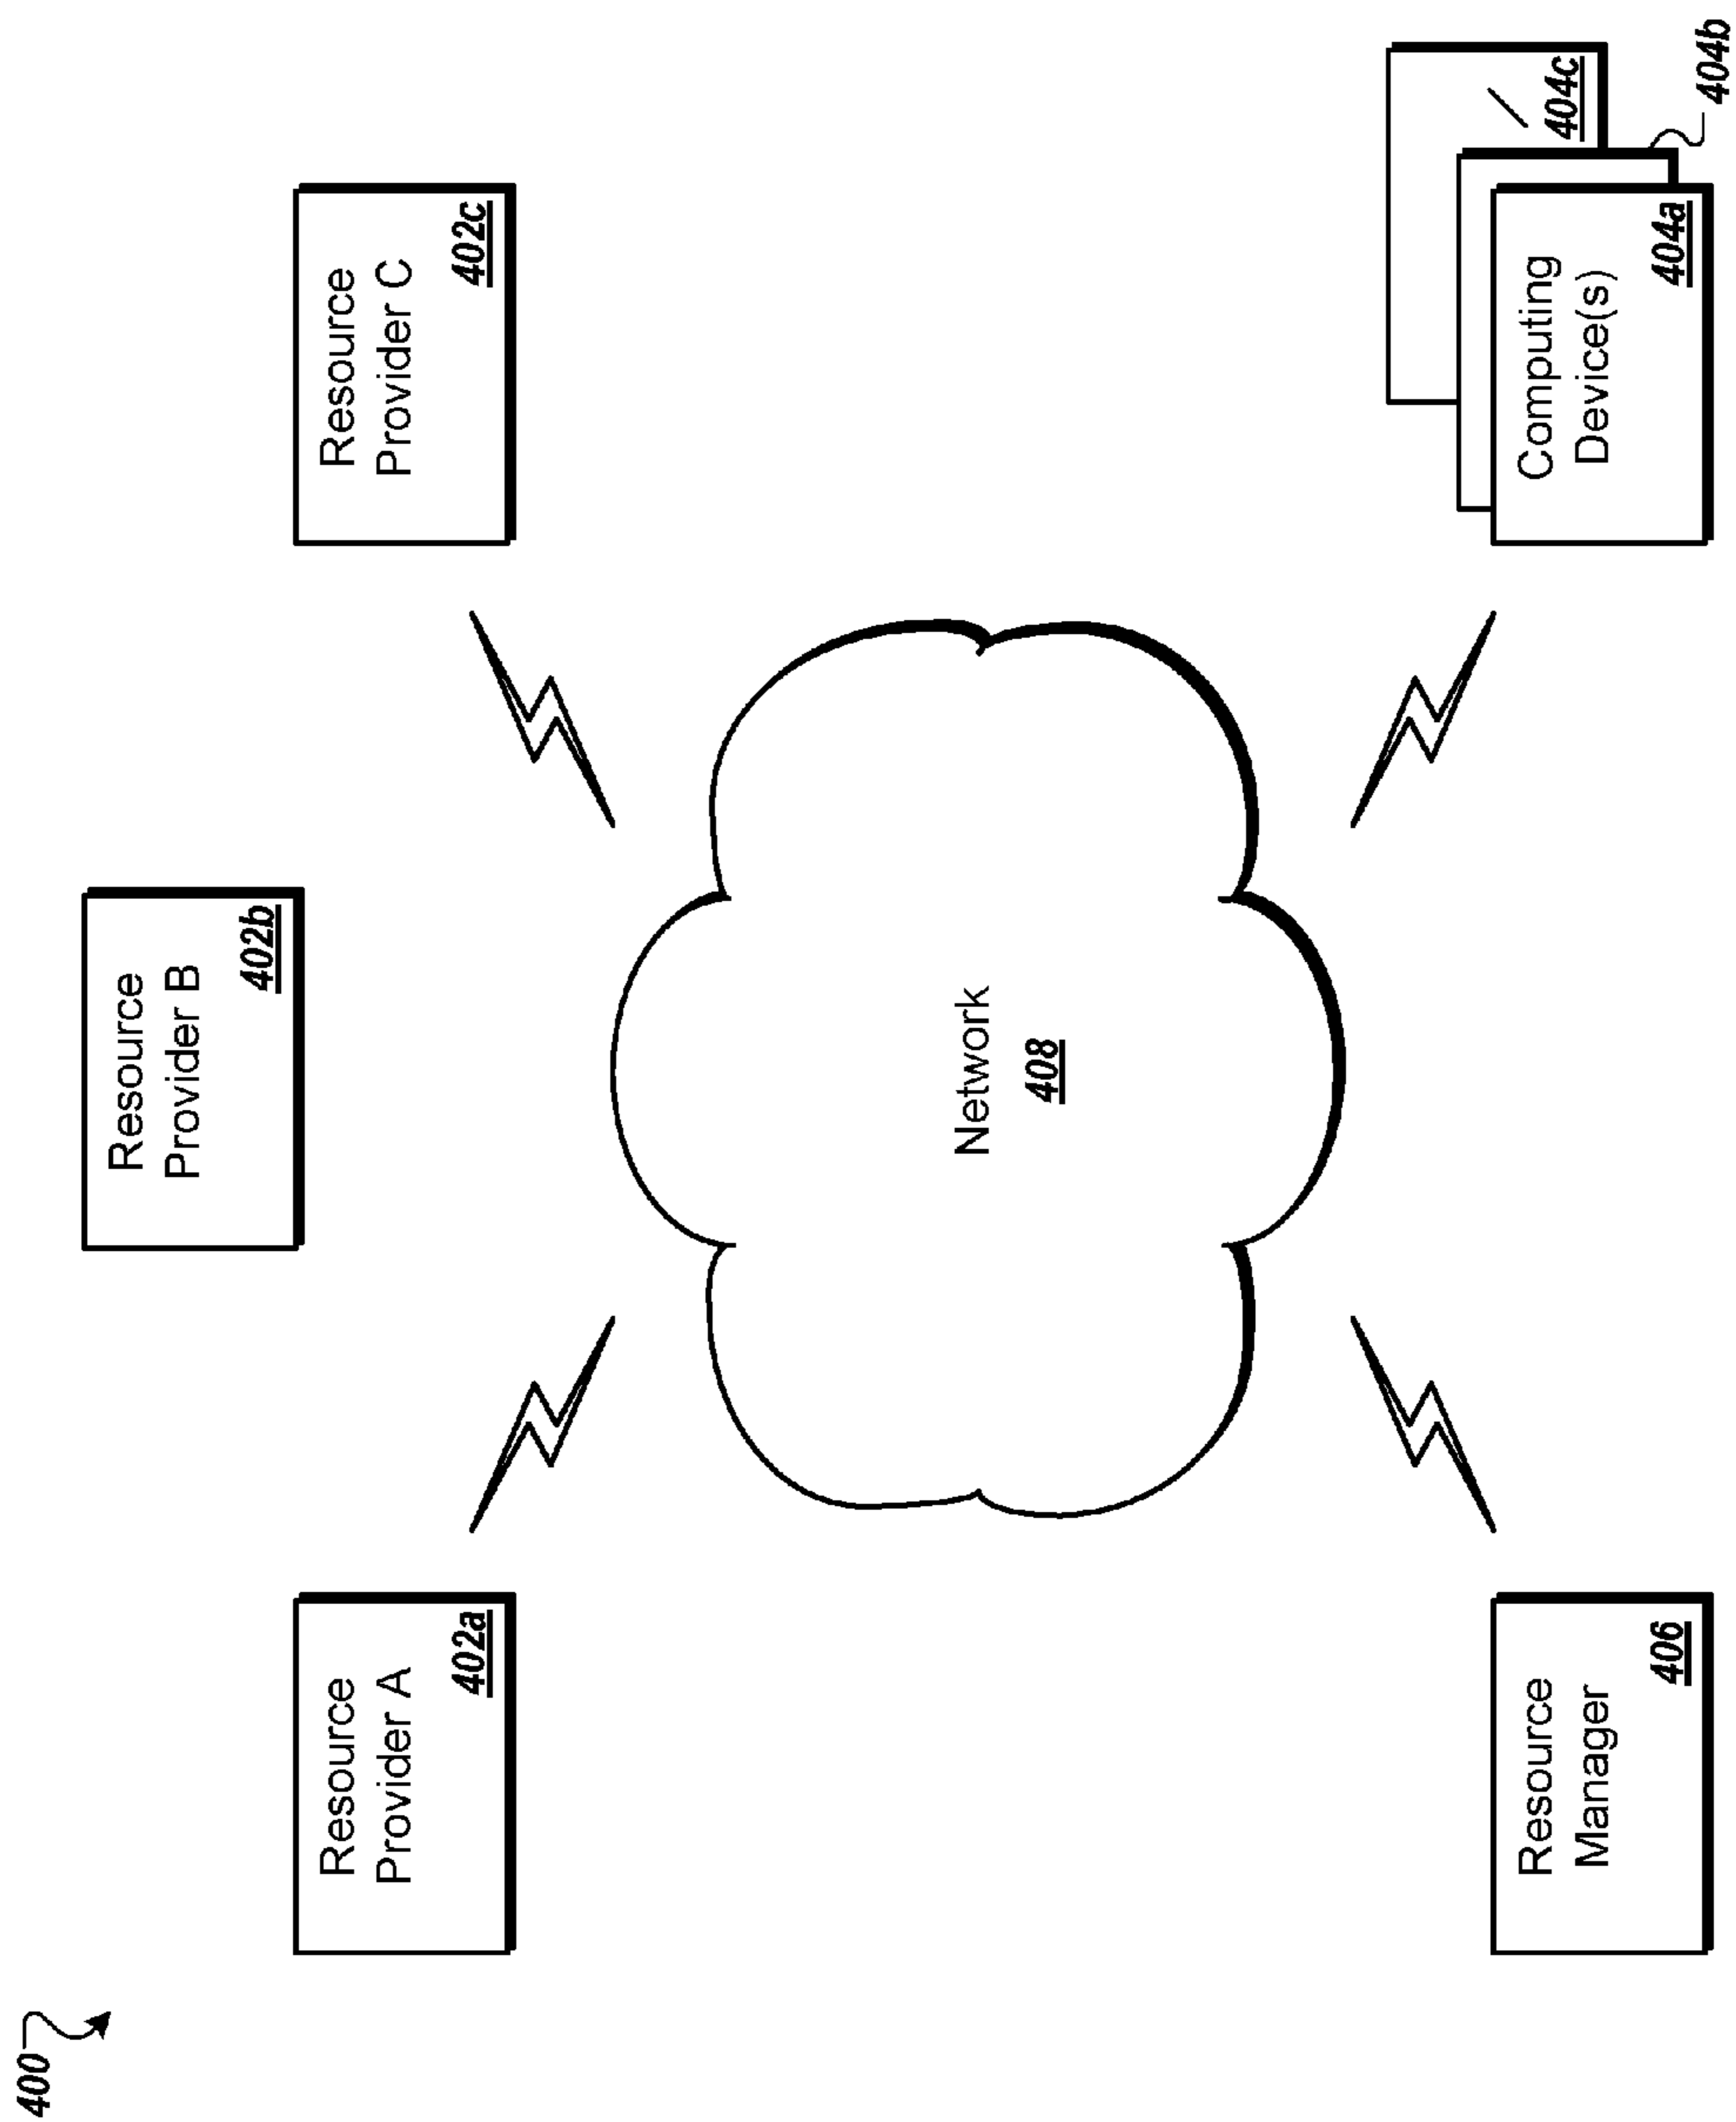 400
Resource
Provider B
402b
Resource
Provider A
402a
Resource
Provider C
402c
Network
408
Resource
Manager
406
404c
Computing
Device(s)
404a
404b